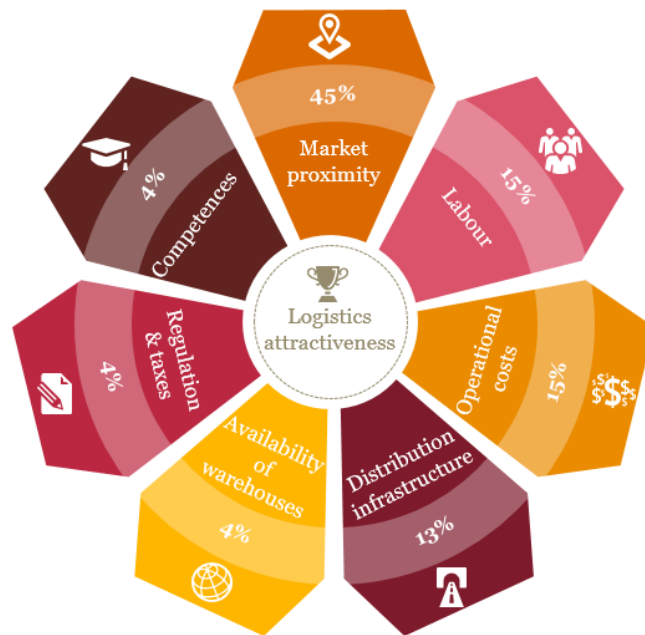 45%
Market
proximity
15%
Labour
15%
Operational
costs
13%
Distribution
infrastructure
4%
Availability
of
warehouses
4%
Regulation
& taxes
4%
Competences
Logistics
attractiveness
$$$$$$$